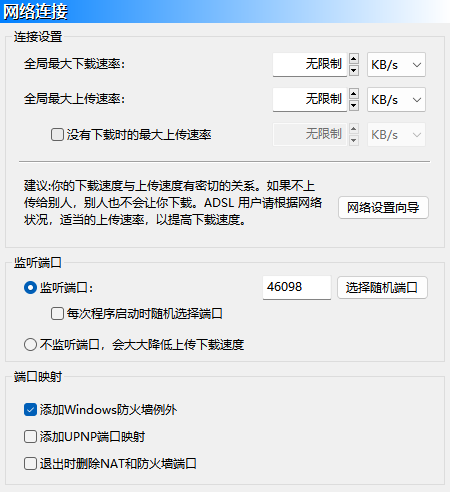 网络连接
连接设置
全局最大下载速率： 无限制 KB/s
全局最大上传速率： 无限制 KB/s
没有下载时的最大上传速率 无限制 KB/s
建议:你的下载速度与上传速度有密切的关系。如果不上
传给别人，别人也不会让你下载。ADSL 用户请根据网络
状况，适当的上传速率，以提高下载速度。
网络设置向导
监听端口
监听端口： 46098 选择随机端口
每次程序启动时随机选择端口
不监听端口，会大大降低上传下载速度
端口映射
添加Windows防火墙例外
添加UPNP端口映射
退出时删除NAT和防火墙端口